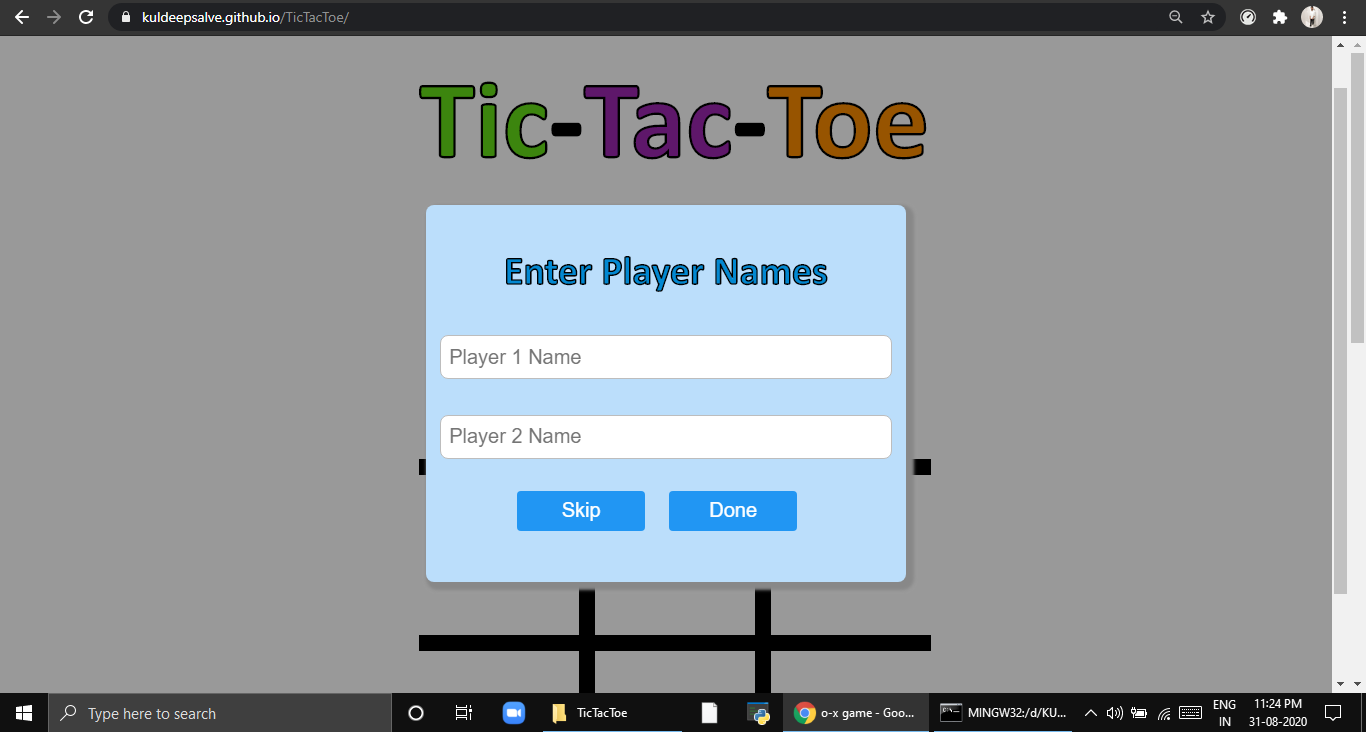 kuldeepsalve.github.io/TicTacToe/
Tic-Tac-Toe
Enter Player Names
Player 1 Name
Player 2 Name
Skip Done
Type here to search
TicTacToe
o-x game - Goo...
MINGW32:/d/KU...
ENG
IN
11:24 PM
31-08-2020